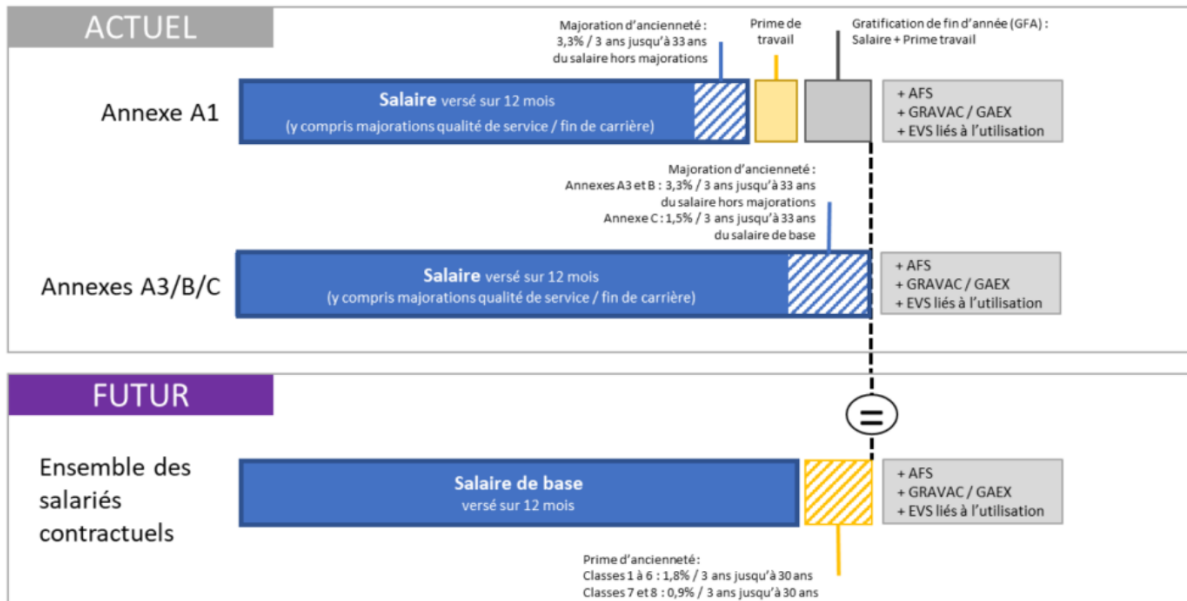 ACTUEL
Majoration d'ancienneté :
3,3% / 3 ans jusqu'à 33 ans
du salaire hors majorations
Prime de
travail
Gratification de fin d'année (GFA) :
Salaire + Prime travail
Annexe A1
Salaire versé sur 12 mois
(y compris majorations qualité de service / fin de carrière)
+ AFS
+ GRAVAC / GAEX
+ EVS liés à l'utilisation
Majoration d'ancienneté :
Annexes A3 et B : 3,3% / 3 ans jusqu'à 33 ans
du salaire hors majorations
Annexe C : 1,5% / 3 ans jusqu'à 33 ans
du salaire de base
Annexes A3/B/C
Salaire versé sur 12 mois
(y compris majorations qualité de service / fin de carrière)
+ AFS
+ GRAVAC / GAEX
+ EVS liés à l'utilisation
FUTUR
=
Ensemble des
salariés
contractuels
Salaire de base
versé sur 12 mois
+ AFS
+ GRAVAC / GAEX
+ EVS liés à l'utilisation
Prime d'ancienneté :
Classes 1 à 6 : 1,8% / 3 ans jusqu'à 30 ans
Classes 7 et 8 : 0,9% / 3 ans jusqu'à 30 ans